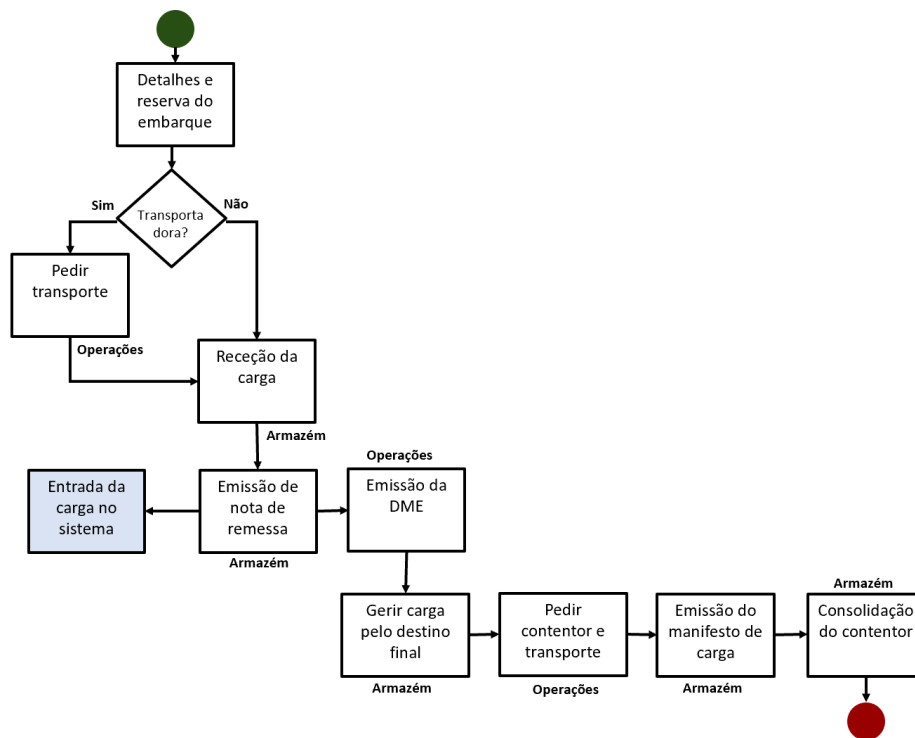 Detalhes e
reserva do
embarque
Sim
Não
Transporta
dora?
Pedir
transporte
Operações
Receção da
carga
Armazém
Operações
Entrada da
carga no
sistema
Emissão de
nota de
remessa
Emissão da
DME
Armazém
Armazém
Gerir carga
pelo destino
final
Pedir
contentor e
transporte
Emissão do
manifesto de
carga
Consolidação
do contentor
Armazém
Operações
Armazém